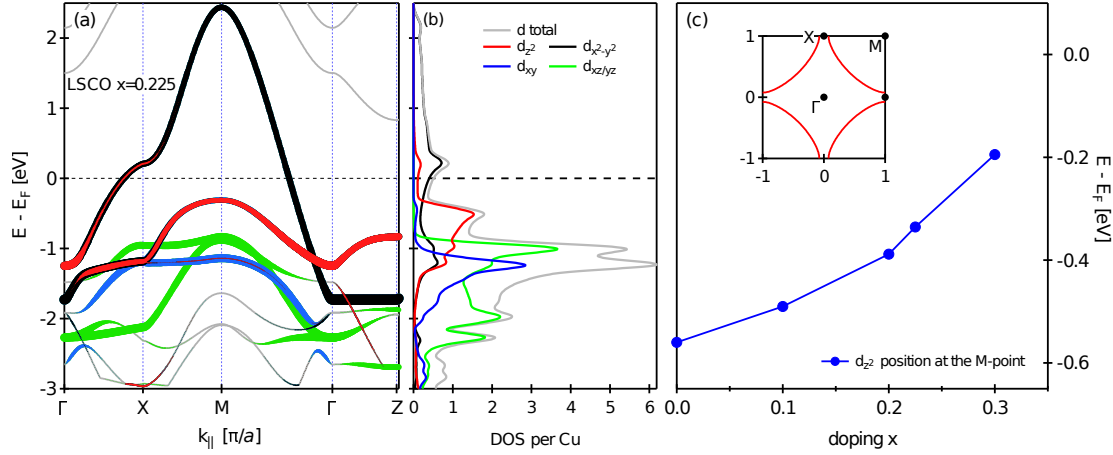 (a)
LSCO x=0.225
E - E_F [eV]
2
1
0
-1
-2
-3
Γ X M Γ Z
k_|| [π/a]
(b)
d total
d_z² d_x²-y²
d_xy d_xz/yz
0 1 2 3 4 5 6
DOS per Cu
(c)
X
M
Γ
1
0
-1
-1 0 1
d_z² position at the M-point
0.0 0.1 0.2 0.3
doping x
0.0
-0.2
-0.4
-0.6
E - E_F [eV]